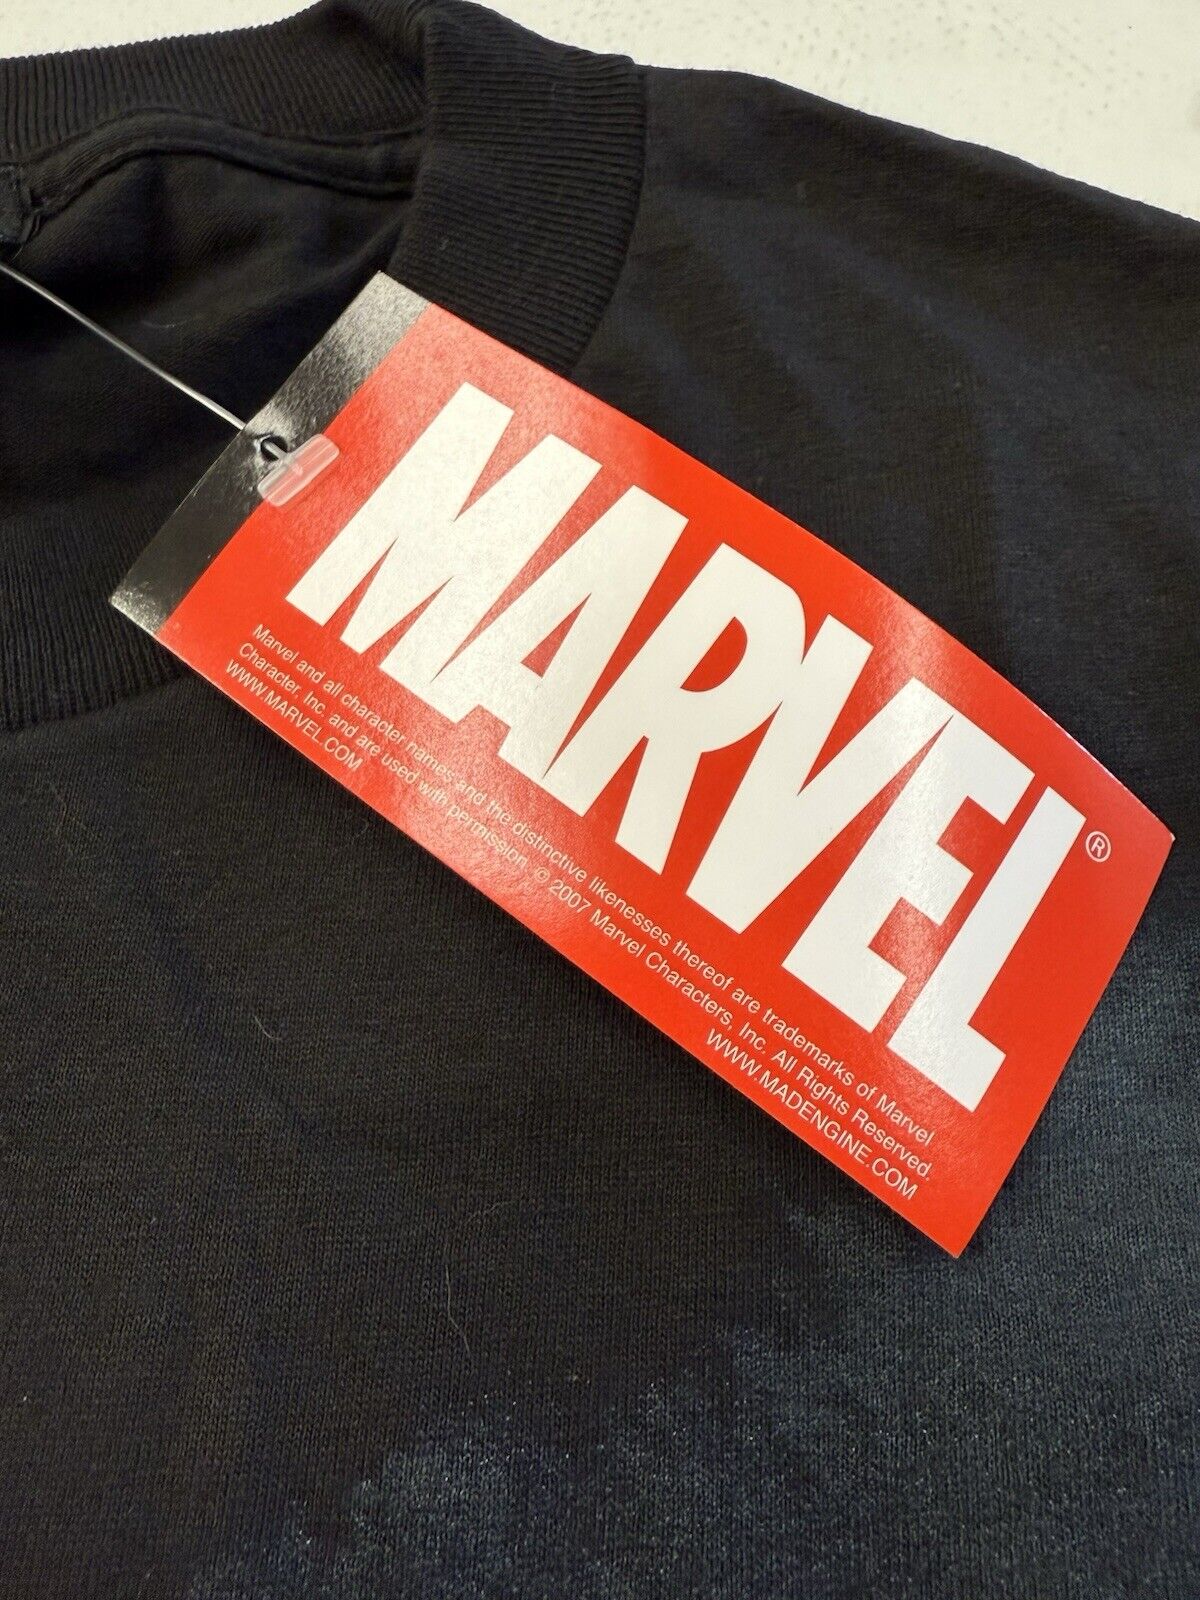 MARVEL®
Marvel and all character names and the distinctive likenesses thereof are trademarks of Marvel
Character, Inc. and are used with permission. © 2007 Marvel Characters, Inc. All Rights Reserved.
WWW.MARVEL.COM
WWW.MADENGINE.COM